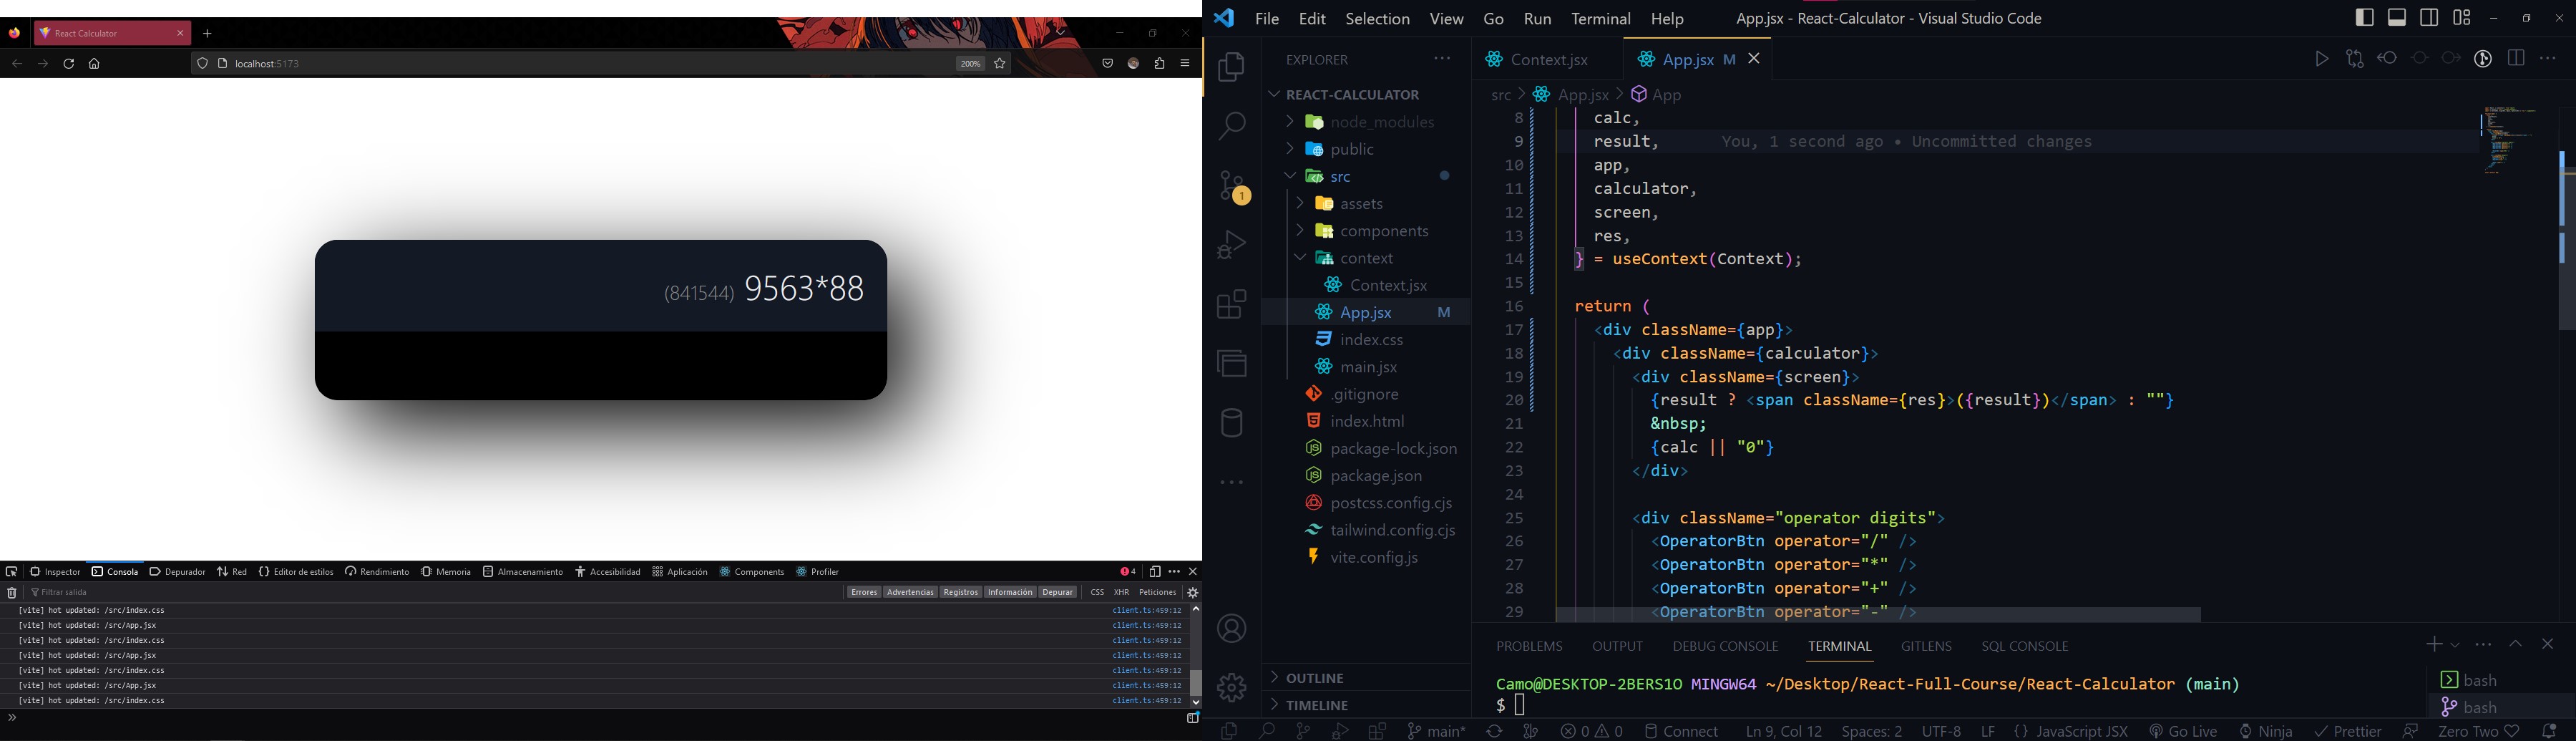 React Calculator
localhost:5173
200%
(841544) 9563*88
Inspector Consola Depurador Red Editor de estilos Rendimiento Memoria Almacenamiento Accesibilidad Aplicación Components Profiler 4
Filtrar salida Errores Advertencias Registros Información Depurar CSS XHR Peticiones
[vite] hot updated: /src/index.css client.ts:459:12
[vite] hot updated: /src/App.jsx client.ts:459:12
[vite] hot updated: /src/index.css client.ts:459:12
[vite] hot updated: /src/App.jsx client.ts:459:12
[vite] hot updated: /src/index.css client.ts:459:12
[vite] hot updated: /src/App.jsx client.ts:459:12
[vite] hot updated: /src/index.css client.ts:459:12
File Edit Selection View Go Run Terminal Help App.jsx - React-Calculator - Visual Studio Code
1
EXPLORER
REACT-CALCULATOR
node_modules
public
src
assets
components
context
Context.jsx
App.jsx M
index.css
main.jsx
.gitignore
index.html
package-lock.json
package.json
postcss.config.cjs
tailwind.config.cjs
vite.config.js
OUTLINE
TIMELINE
Context.jsx App.jsx M
src > App.jsx > App
8 calc,
9 result, You, 1 second ago • Uncommitted changes
10 app,
11 calculator,
12 screen,
13 res,
14 } = useContext(Context);
15
16 return (
17 <div className={app}>
18 <div className={calculator}>
19 <div className={screen}>
20 {result ? <span className={res}>({result})</span> : ""}
21 &nbsp;
22 {calc || "0"}
23 </div>
24
25 <div className="operator digits">
26 <OperatorBtn operator="/" />
27 <OperatorBtn operator="*" />
28 <OperatorBtn operator="+" />
29 <OperatorBtn operator="-" />
PROBLEMS OUTPUT DEBUG CONSOLE TERMINAL GITLENS SQL CONSOLE
Camo@DESKTOP-2BERS1O MINGW64 ~/Desktop/React-Full-Course/React-Calculator (main)
$
bash
bash
main* 0 0 Connect Ln 9, Col 12 Spaces: 2 UTF-8 LF {} JavaScript JSX Go Live Ninja Prettier Zero Two